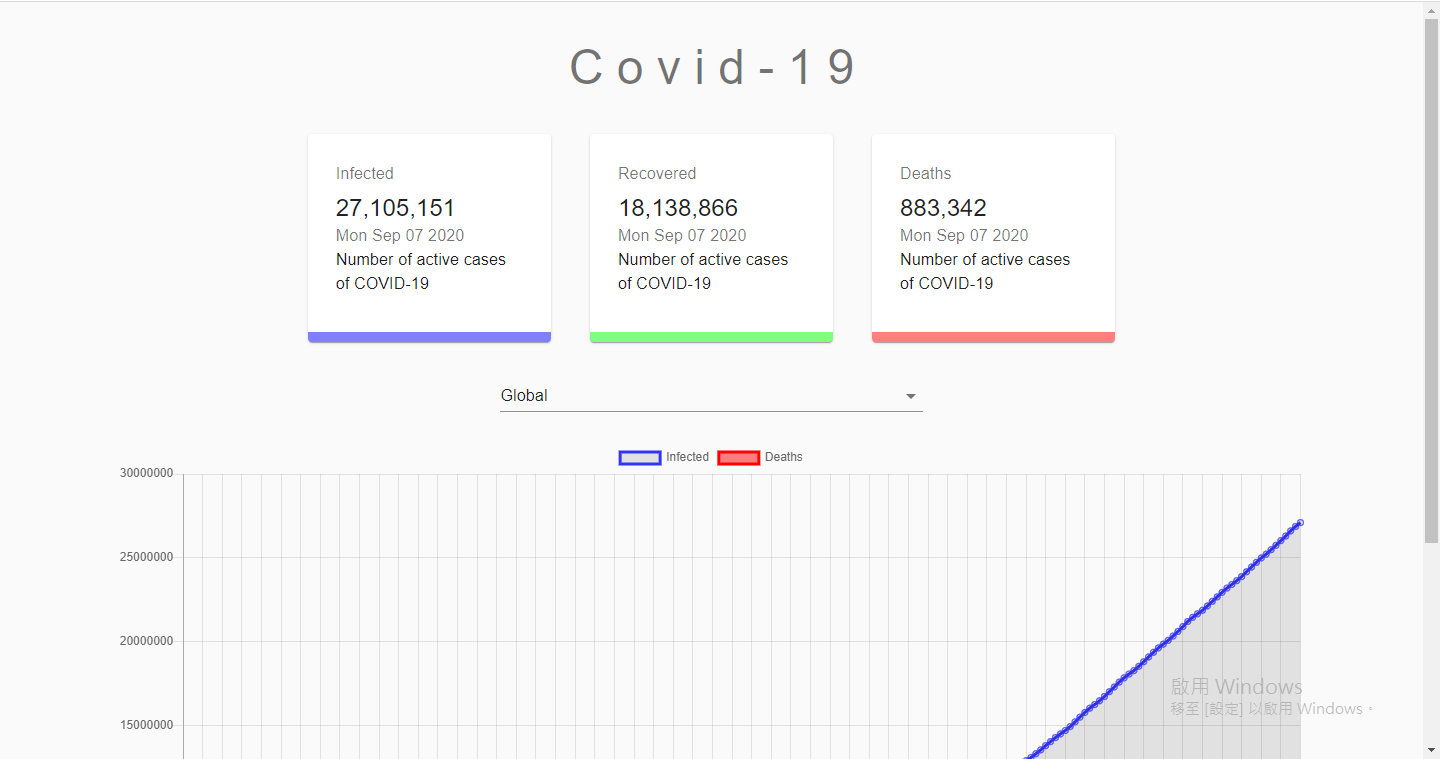 Covid-19
Infected
27,105,151
Mon Sep 07 2020
Number of active cases
of COVID-19
Recovered
18,138,866
Mon Sep 07 2020
Number of active cases
of COVID-19
Deaths
883,342
Mon Sep 07 2020
Number of active cases
of COVID-19
Global
Infected Deaths
30000000
25000000
20000000
15000000
啟用 Windows
移至 [設定] 以啟用 Windows。